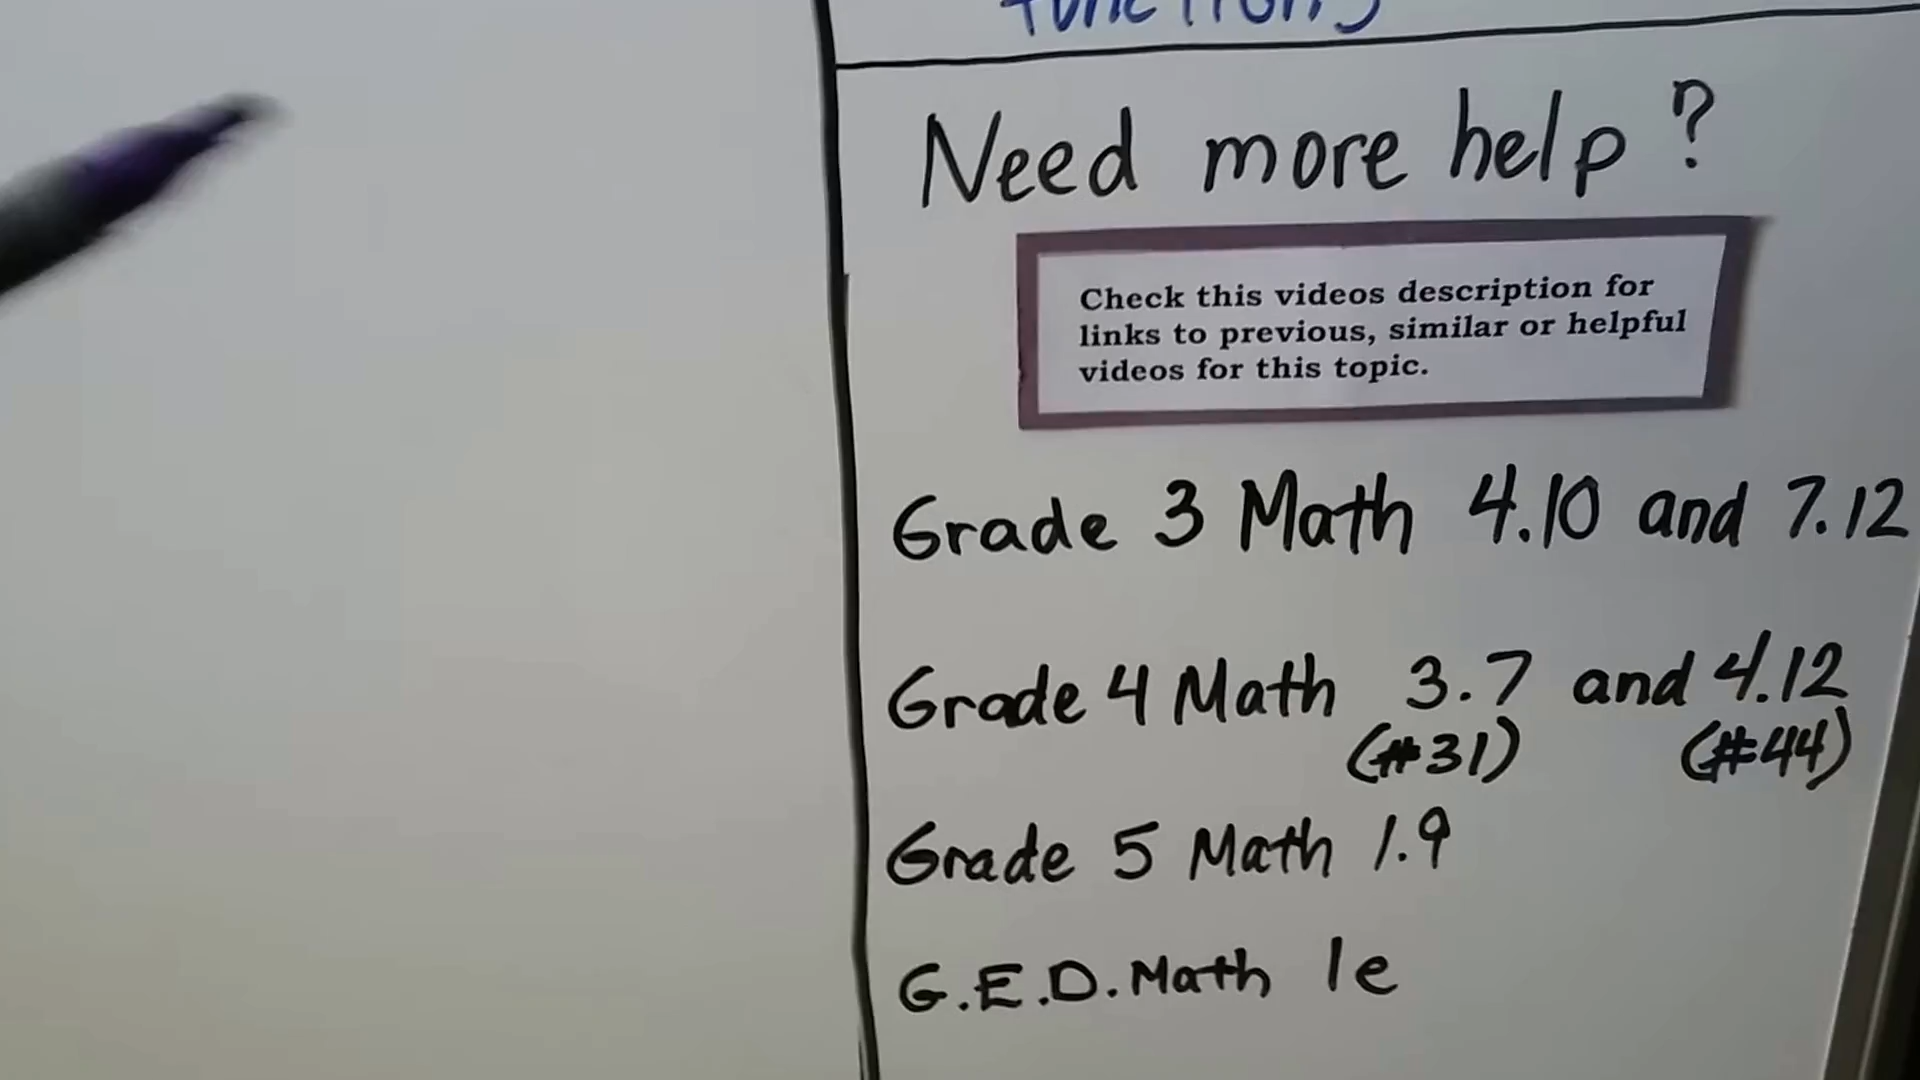 functions
Need more help?
Check this videos description for
links to previous, similar or helpful
videos for this topic.
Grade 3 Math 4.10 and 7.12
Grade 4 Math 3.7 and 4.12
(#31) (#44)
Grade 5 Math 1.9
G.E.D. Math 1e